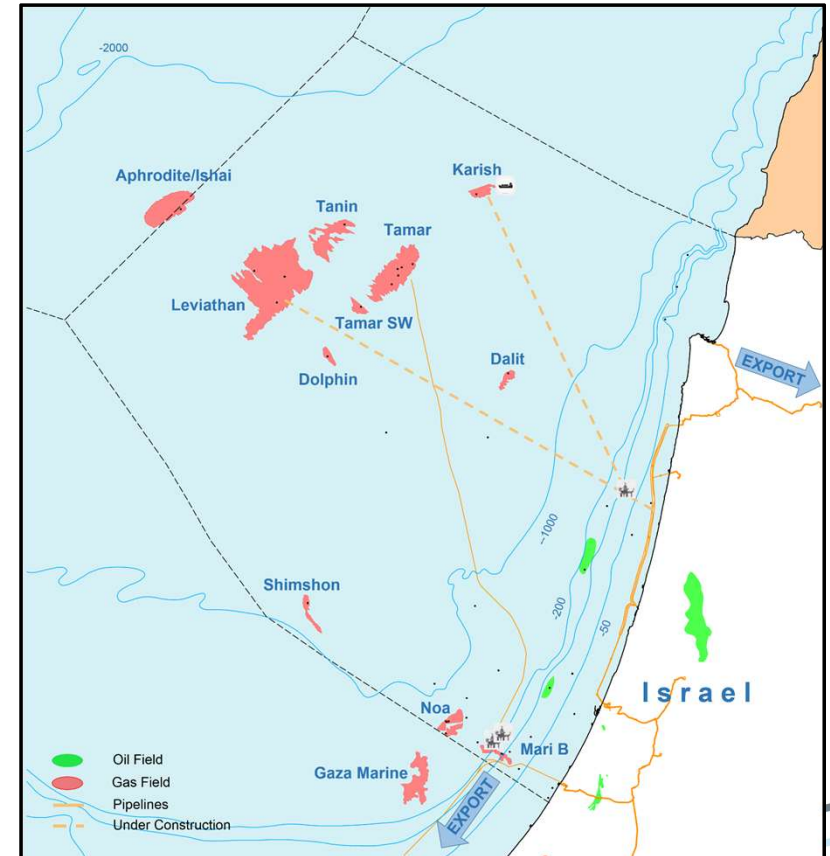 -2000
Aphrodite/Ishai
Karish
Tanin
Tamar
Leviathan
Tamar SW
Dolphin
Dalit
EXPORT
--1000
Shimshon
-200
-50
Israel
Noa
Mari B
Gaza Marine
EXPORT
Oil Field
Gas Field
Pipelines
Under Construction